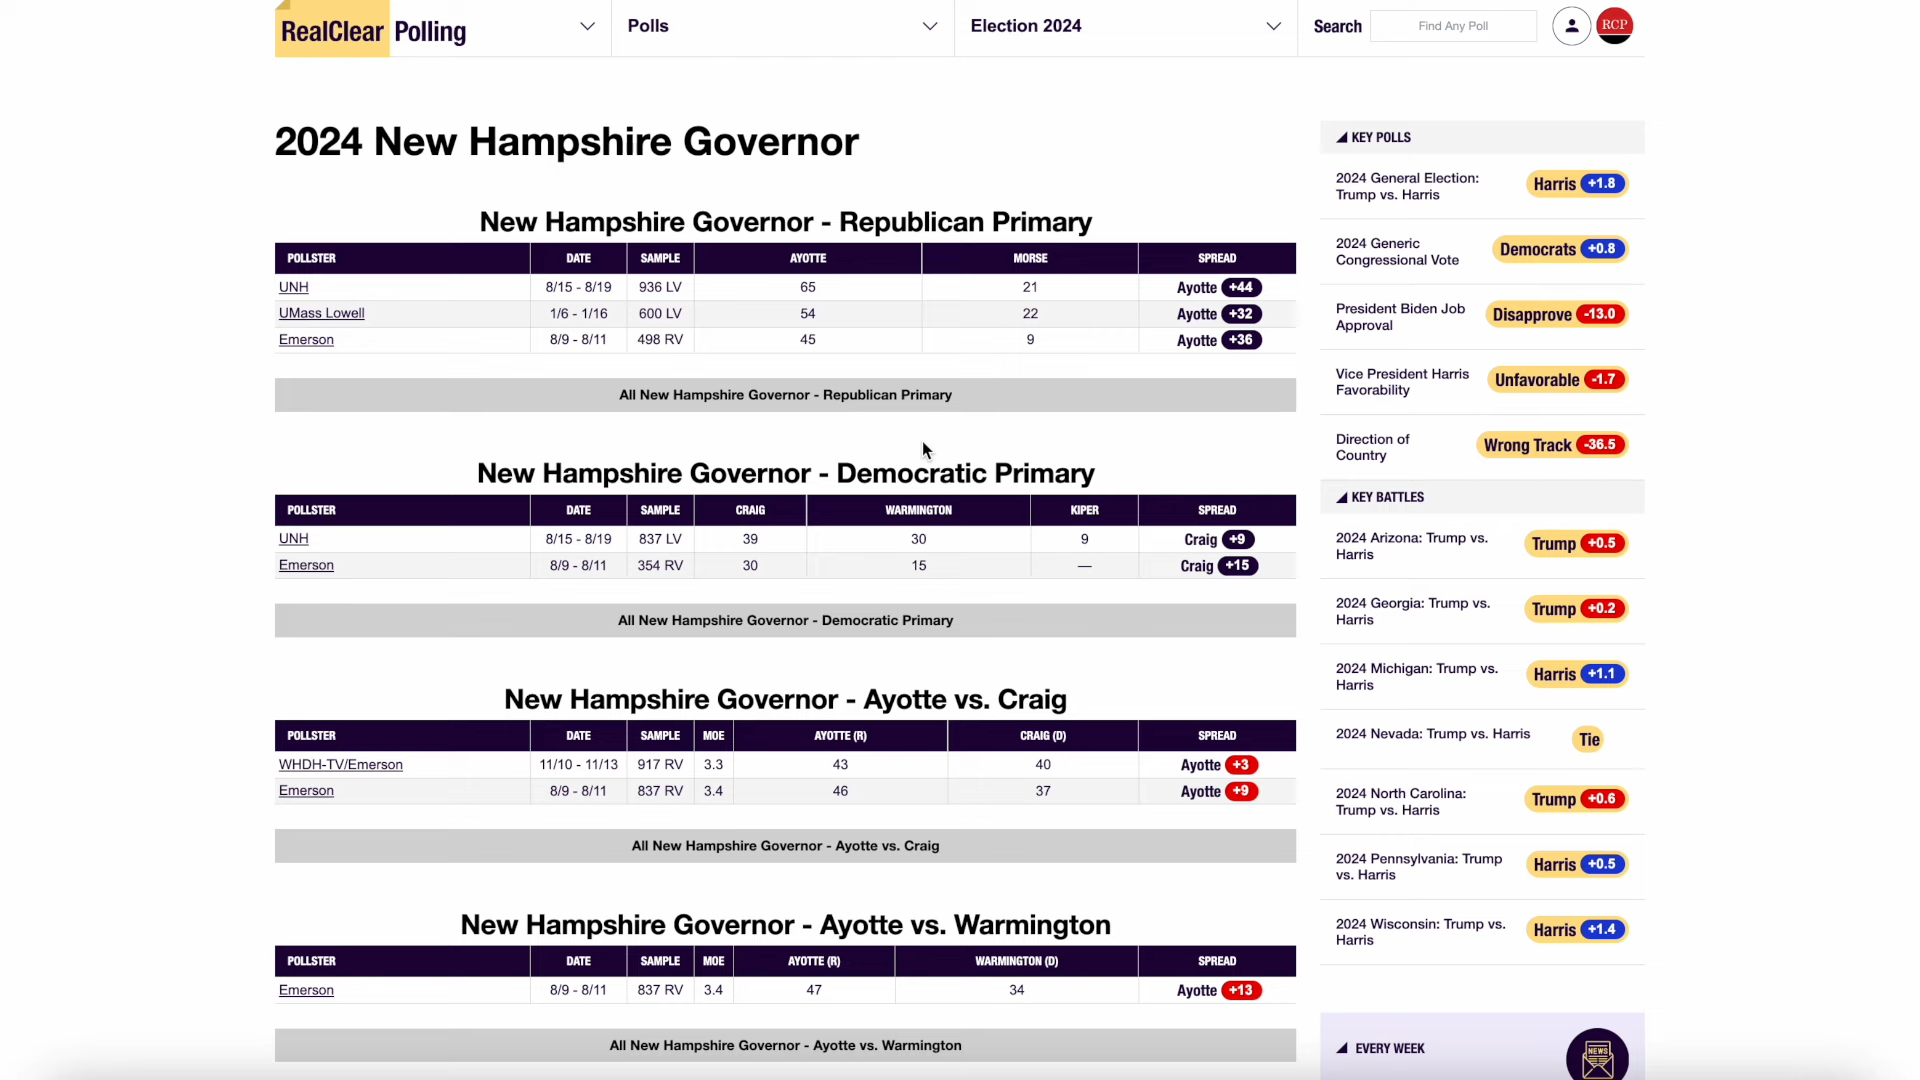 RealClear Polling
Polls
Election 2024
Search
Find Any Poll
RCP
2024 New Hampshire Governor
New Hampshire Governor - Republican Primary
POLLSTER DATE SAMPLE AYOTTE MORSE SPREAD
UNH 8/15 - 8/19 936 LV 65 21 Ayotte +44
UMass Lowell 1/6 - 1/16 600 LV 54 22 Ayotte +32
Emerson 8/9 - 8/11 498 RV 45 9 Ayotte +36
All New Hampshire Governor - Republican Primary
New Hampshire Governor - Democratic Primary
POLLSTER DATE SAMPLE CRAIG WARMINGTON KIPER SPREAD
UNH 8/15 - 8/19 837 LV 39 30 9 Craig +9
Emerson 8/9 - 8/11 354 RV 30 15 — Craig +15
All New Hampshire Governor - Democratic Primary
New Hampshire Governor - Ayotte vs. Craig
POLLSTER DATE SAMPLE MOE AYOTTE (R) CRAIG (D) SPREAD
WHDH-TV/Emerson 11/10 - 11/13 917 RV 3.3 43 40 Ayotte +3
Emerson 8/9 - 8/11 837 RV 3.4 46 37 Ayotte +9
All New Hampshire Governor - Ayotte vs. Craig
New Hampshire Governor - Ayotte vs. Warmington
POLLSTER DATE SAMPLE MOE AYOTTE (R) WARMINGTON (D) SPREAD
Emerson 8/9 - 8/11 837 RV 3.4 47 34 Ayotte +13
All New Hampshire Governor - Ayotte vs. Warmington
KEY POLLS
2024 General Election:
Trump vs. Harris
Harris +1.8
2024 Generic
Congressional Vote
Democrats +0.8
President Biden Job
Approval
Disapprove -13.0
Vice President Harris
Favorability
Unfavorable -1.7
Direction of
Country
Wrong Track -36.5
KEY BATTLES
2024 Arizona: Trump vs.
Harris
Trump +0.5
2024 Georgia: Trump vs.
Harris
Trump +0.2
2024 Michigan: Trump vs.
Harris
Harris +1.1
2024 Nevada: Trump vs. Harris
Tie
2024 North Carolina:
Trump vs. Harris
Trump +0.6
2024 Pennsylvania: Trump
vs. Harris
Harris +0.5
2024 Wisconsin: Trump vs.
Harris
Harris +1.4
EVERY WEEK
NEWS